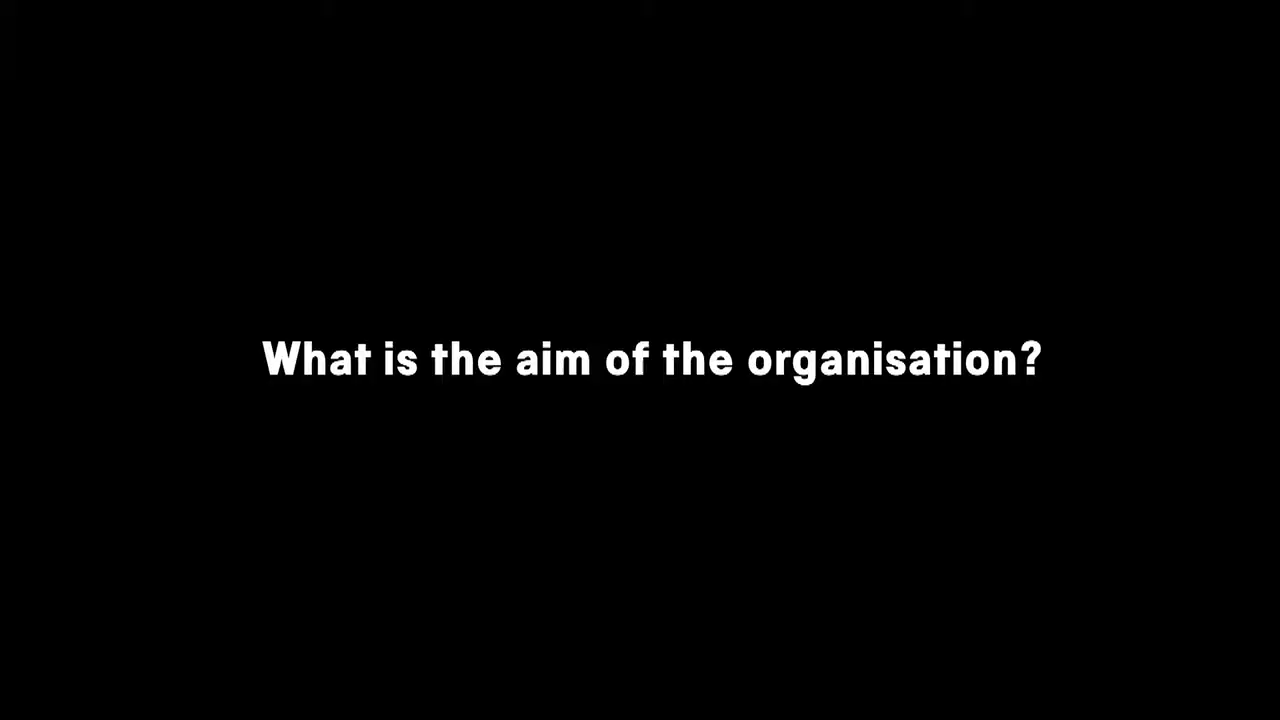 What is the aim of the organisation?